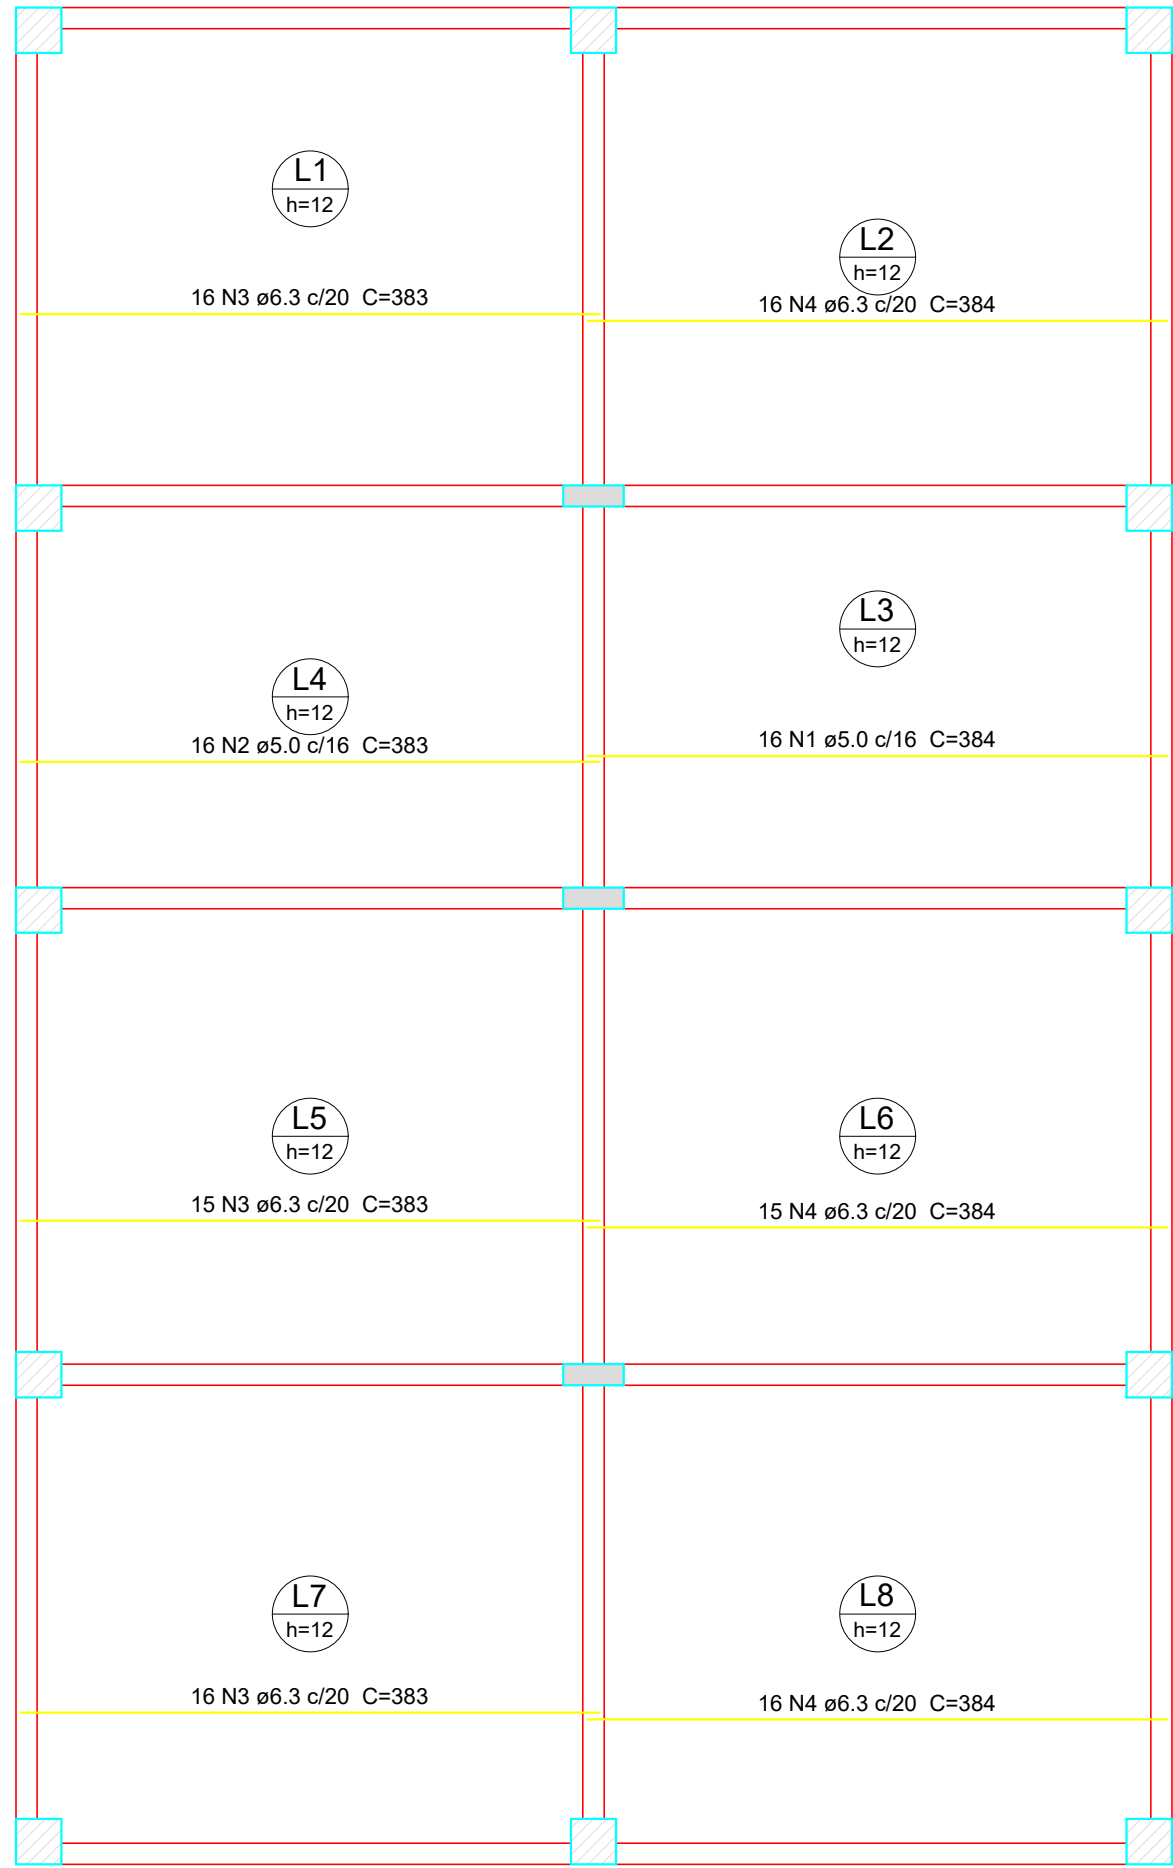 L1
h=12
16 N3 ø6.3 c/20  C=383
L2
h=12
16 N4 ø6.3 c/20  C=384
L4
h=12
16 N2 ø5.0 c/16  C=383
L3
h=12
16 N1 ø5.0 c/16  C=384
L5
h=12
15 N3 ø6.3 c/20  C=383
L6
h=12
15 N4 ø6.3 c/20  C=384
L7
h=12
16 N3 ø6.3 c/20  C=383
L8
h=12
16 N4 ø6.3 c/20  C=384